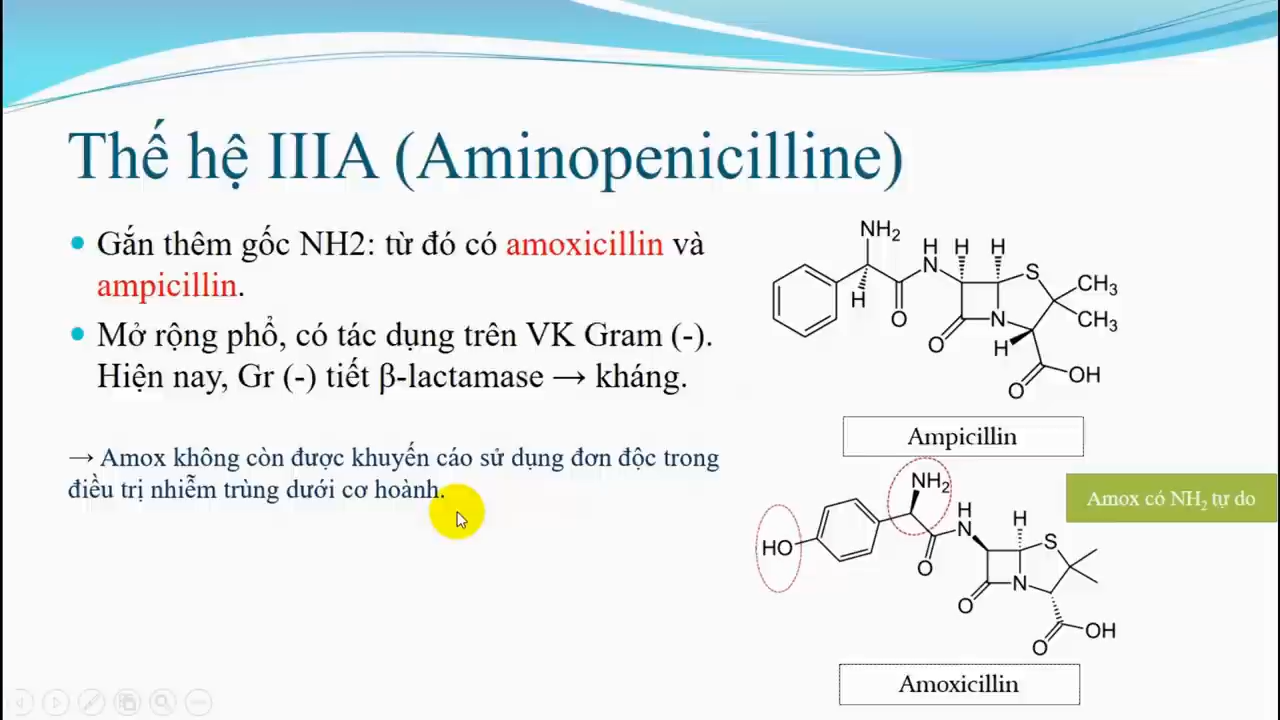 Thế hệ IIIA (Aminopenicilline)
Gắn thêm gốc NH2: từ đó có amoxicillin và
ampicillin.
Mở rộng phổ, có tác dụng trên VK Gram (-).
Hiện nay, Gr (-) tiết β-lactamase → kháng.
→ Amox không còn được khuyến cáo sử dụng đơn độc trong
điều trị nhiễm trùng dưới cơ hoành.
NH₂
H
N
H
H
S
CH₃
H
O
CH₃
O
N
H
O
OH
Ampicillin
NH₂
Amox có NH₂ tự do
H
N
H
S
HO
O
N
O
O
OH
Amoxicillin